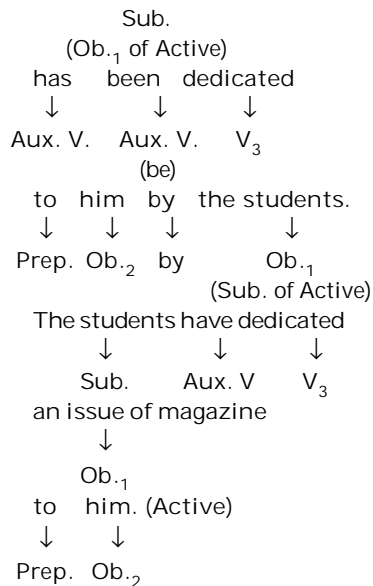 Sub.
(Ob.₁ of Active)
has been dedicated
↓ ↓ ↓
Aux. V. Aux. V. V₃
(be)
to him by the students.
↓ ↓ ↓ ↓
Prep. Ob.₂ by Ob.₁
(Sub. of Active)
The students have dedicated
↓ ↓ ↓
Sub. Aux. V V₃
an issue of magazine
↓
Ob.₁
to him. (Active)
↓ ↓
Prep. Ob.₂